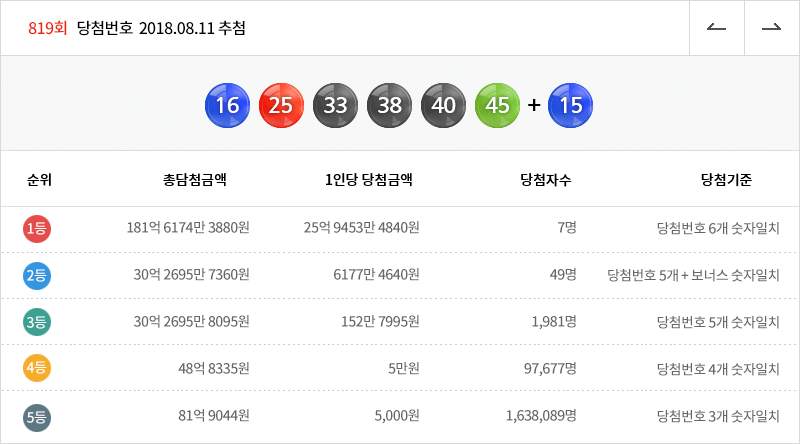 819회 당첨번호 2018.08.11 추첨
16 25 33 38 40 45 + 15
순위 총담첨금액 1인당 당첨금액 당첨자수 당첨기준
1등 181억 6174만 3880원 25억 9453만 4840원 7명 당첨번호 6개 숫자일치
2등 30억 2695만 7360원 6177만 4640원 49명 당첨번호 5개 + 보너스 숫자일치
3등 30억 2695만 8095원 152만 7995원 1,981명 당첨번호 5개 숫자일치
4등 48억 8335원 5만원 97,677명 당첨번호 4개 숫자일치
5등 81억 9044원 5,000원 1,638,089명 당첨번호 3개 숫자일치